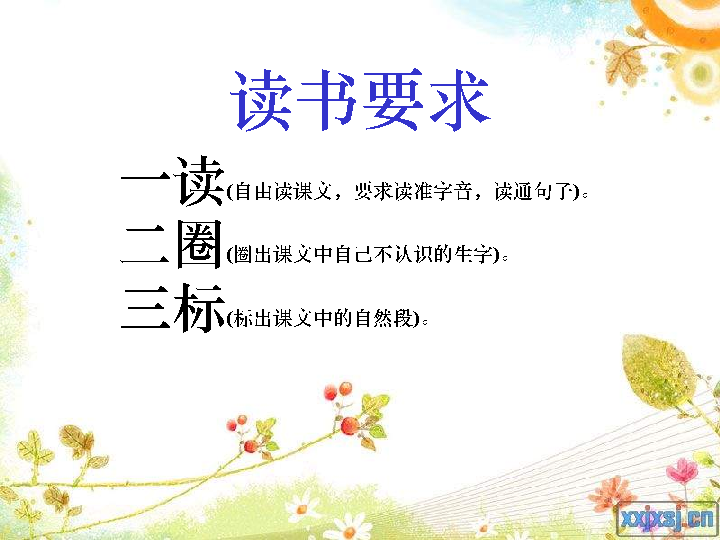 读书要求
一读(自由读课文，要求读准字音，读通句子)。
二圈(圈出课文中自己不认识的生字)。
三标(标出课文中的自然段)。
xxjxsj.cn